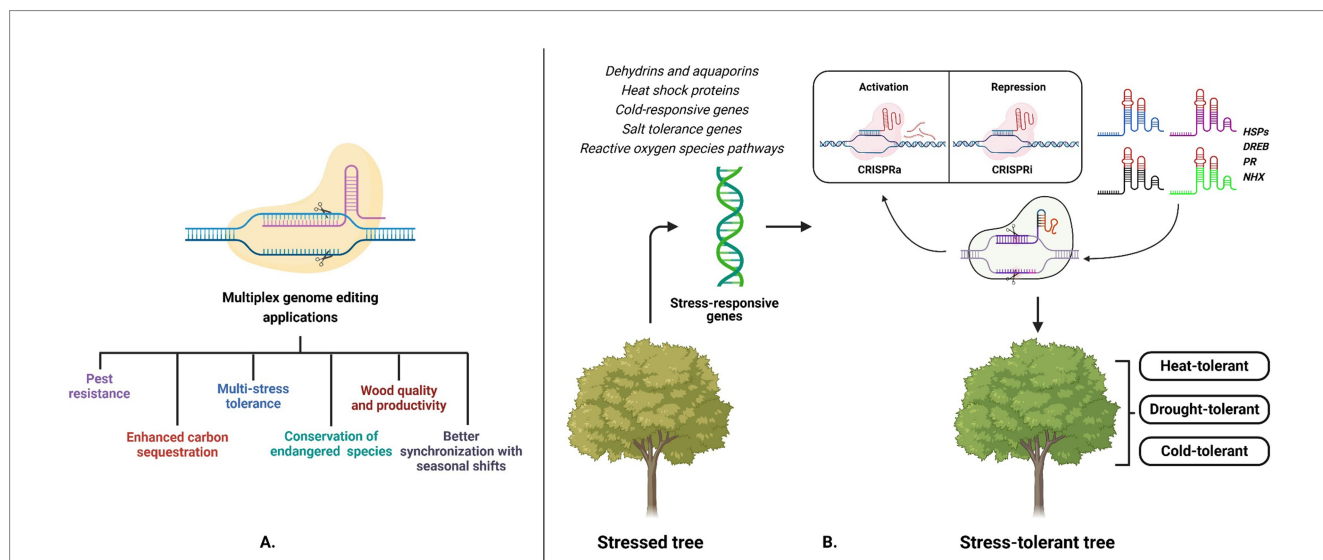 Multiplex genome editing
applications
Pest
resistance
Enhanced carbon
sequestration
Multi-stress
tolerance
Conservation of
endangered species
Wood quality
and productivity
Better
synchronization with
seasonal shifts
A.
Dehydrins and aquaporins
Heat shock proteins
Cold-responsive genes
Salt tolerance genes
Reactive oxygen species pathways
Stress-responsive
genes
Activation
CRISPRa
Repression
CRISPRi
HSPs
DREB
PR
NHX
Heat-tolerant
Drought-tolerant
Cold-tolerant
Stressed tree
B.
Stress-tolerant tree